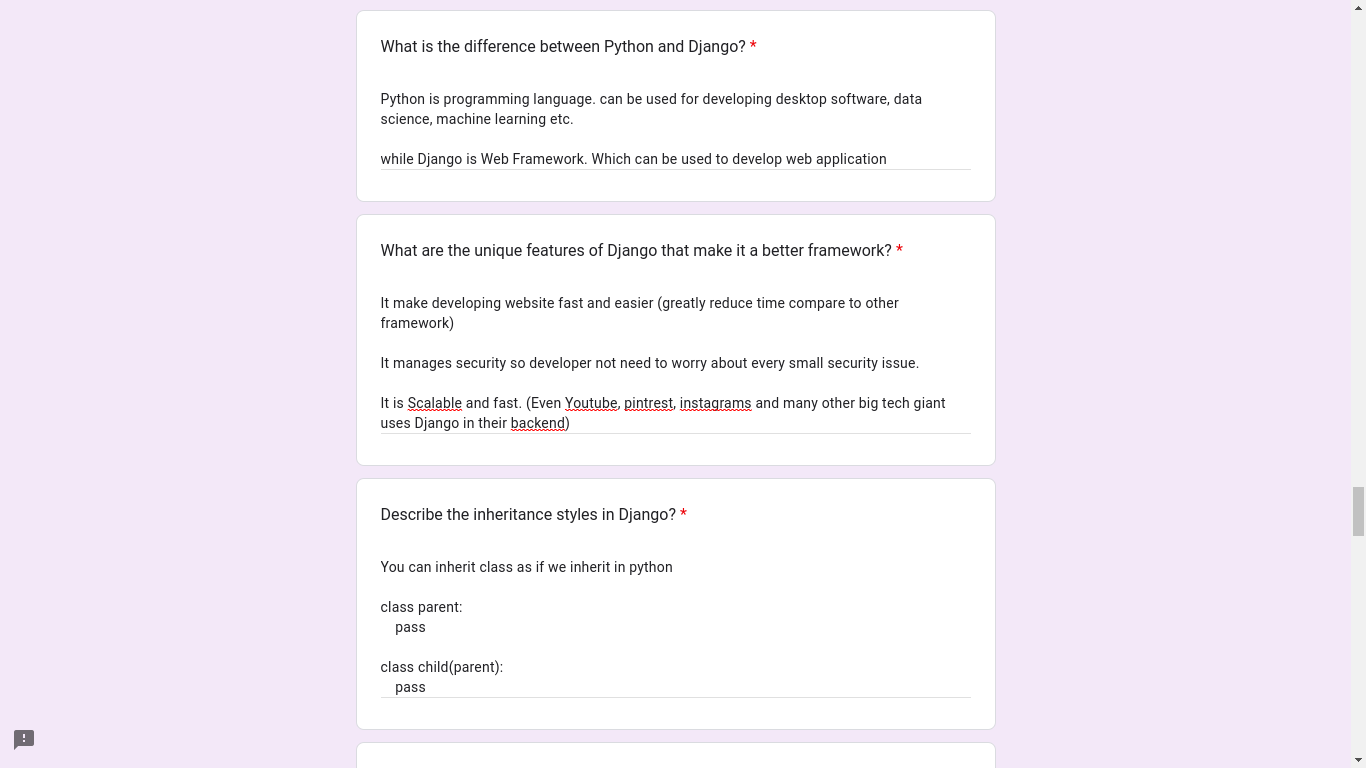 What is the difference between Python and Django? *
Python is programming language. can be used for developing desktop software, data
science, machine learning etc.
while Django is Web Framework. Which can be used to develop web application
What are the unique features of Django that make it a better framework? *
It make developing website fast and easier (greatly reduce time compare to other
framework)
It manages security so developer not need to worry about every small security issue.
It is Scalable and fast. (Even Youtube, pintrest, instagrams and many other big tech giant
uses Django in their backend)
Describe the inheritance styles in Django? *
You can inherit class as if we inherit in python
class parent:
    pass
class child(parent):
    pass